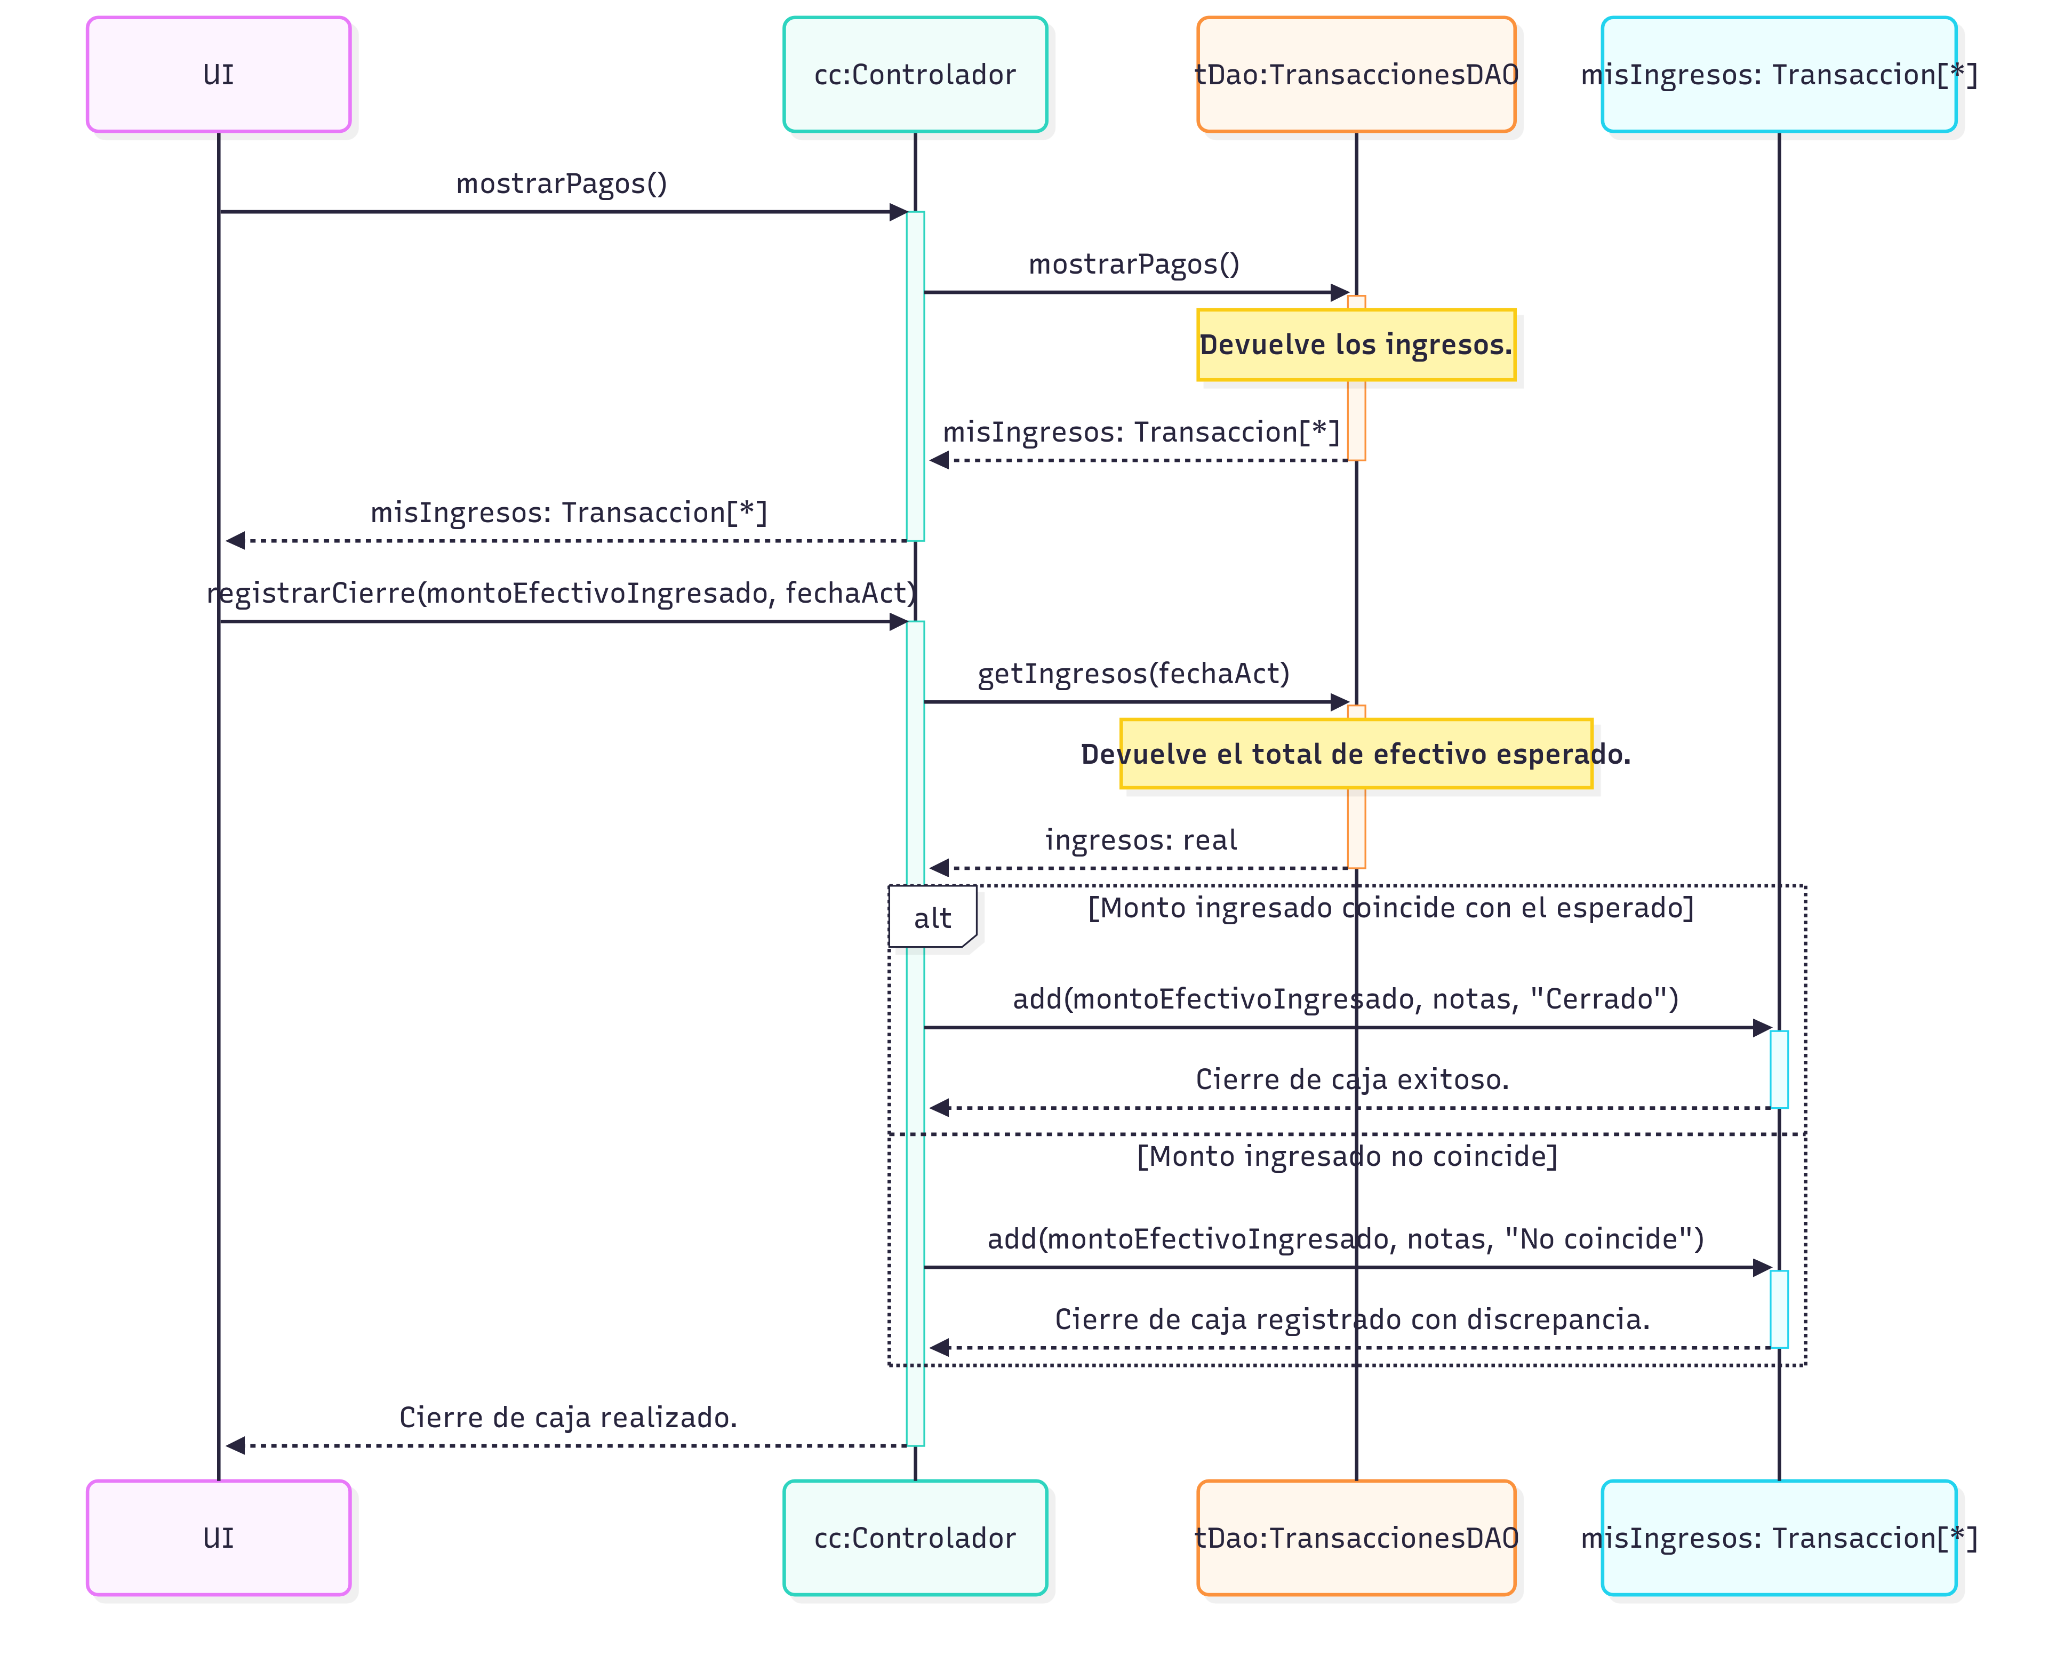 UI
cc:Controlador
tDao:TransaccionesDAO
misIngresos: Transaccion[*]
mostrarPagos()
mostrarPagos()
Devuelve los ingresos.
misIngresos: Transaccion[*]
misIngresos: Transaccion[*]
registrarCierre(montoEfectivoIngresado, fechaAct)
getIngresos(fechaAct)
Devuelve el total de efectivo esperado.
ingresos: real
alt
[Monto ingresado coincide con el esperado]
add(montoEfectivoIngresado, notas, "Cerrado")
Cierre de caja exitoso.
[Monto ingresado no coincide]
add(montoEfectivoIngresado, notas, "No coincide")
Cierre de caja registrado con discrepancia.
Cierre de caja realizado.
UI
cc:Controlador
tDao:TransaccionesDAO
misIngresos: Transaccion[*]